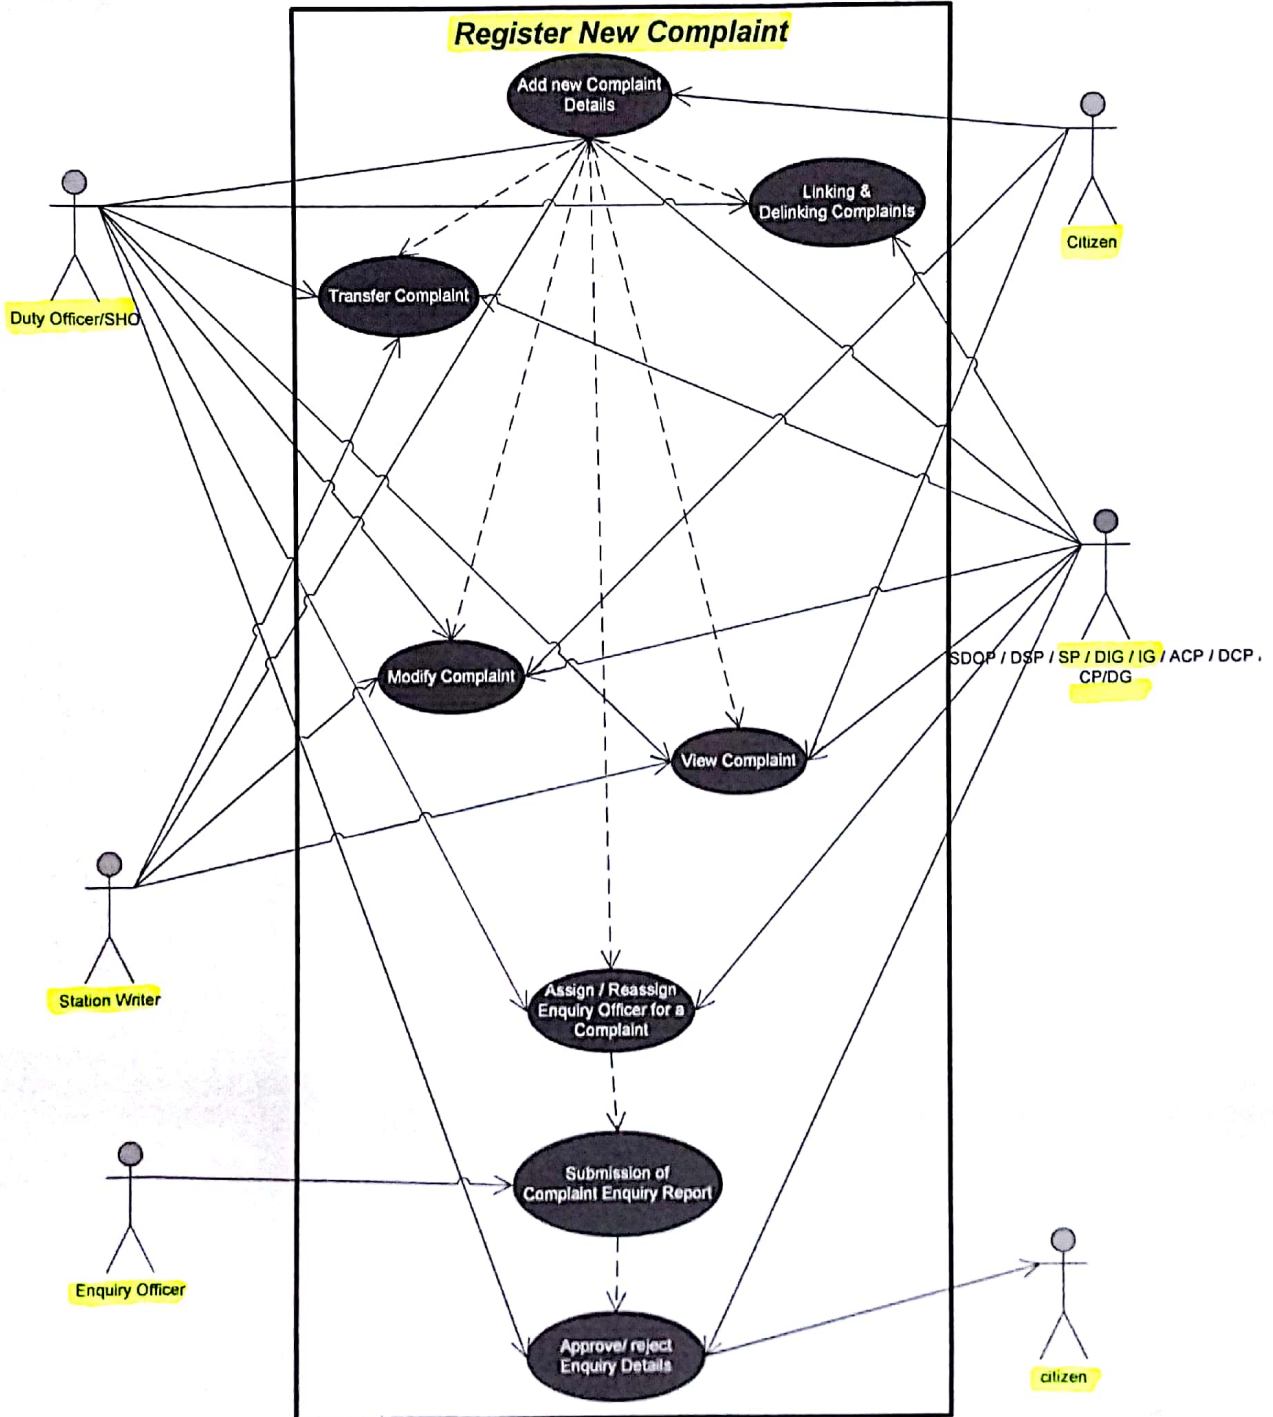 Register New Complaint
Add new Complaint
Details
Linking &
Delinking Complaints
Citizen
Transfer Complaint
Duty Officer/SHO
SDOP / DSP / SP / DIG / IG / ACP / DCP ,
CP/DG
Modify Complaint
View Complaint
Station Writer
Assign / Reassign
Enquiry Officer for a
Complaint
Submission of
Complaint Enquiry Report
Enquiry Officer
Approve/ reject
Enquiry Details
citizen